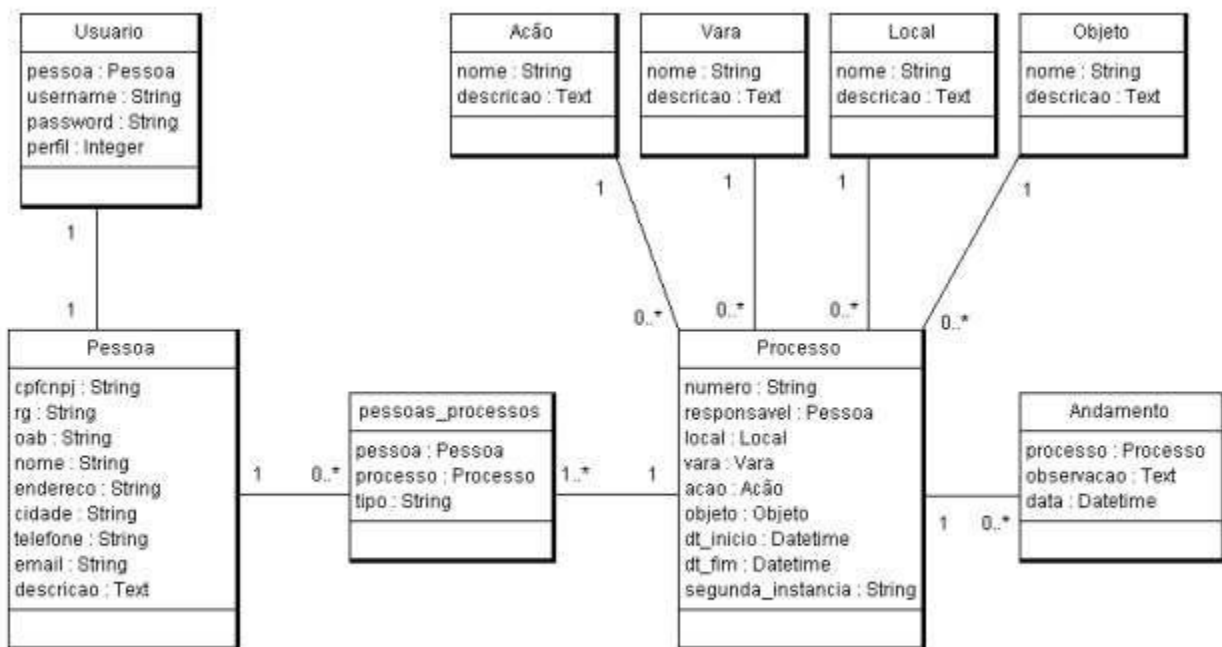 Usuario
pessoa : Pessoa
username : String
password : String
perfil : Integer
Acão
nome : String
descricao : Text
Vara
nome : String
descricao : Text
Local
nome : String
descricao : Text
Objeto
nome : String
descricao : Text
1
1
1
1
1
1
0..*
0..*
0..*
0..*
Pessoa
cpfcnpj : String
rg : String
oab : String
nome : String
endereco : String
cidade : String
telefone : String
email : String
descricao : Text
1
0..*
pessoas_processos
pessoa : Pessoa
processo : Processo
tipo : String
1..*
1
Processo
numero : String
responsavel : Pessoa
local : Local
vara : Vara
acao : Acão
objeto : Objeto
dt_inicio : Datetime
dt_fim : Datetime
segunda_instancia : String
1
0..*
Andamento
processo : Processo
observacao : Text
data : Datetime